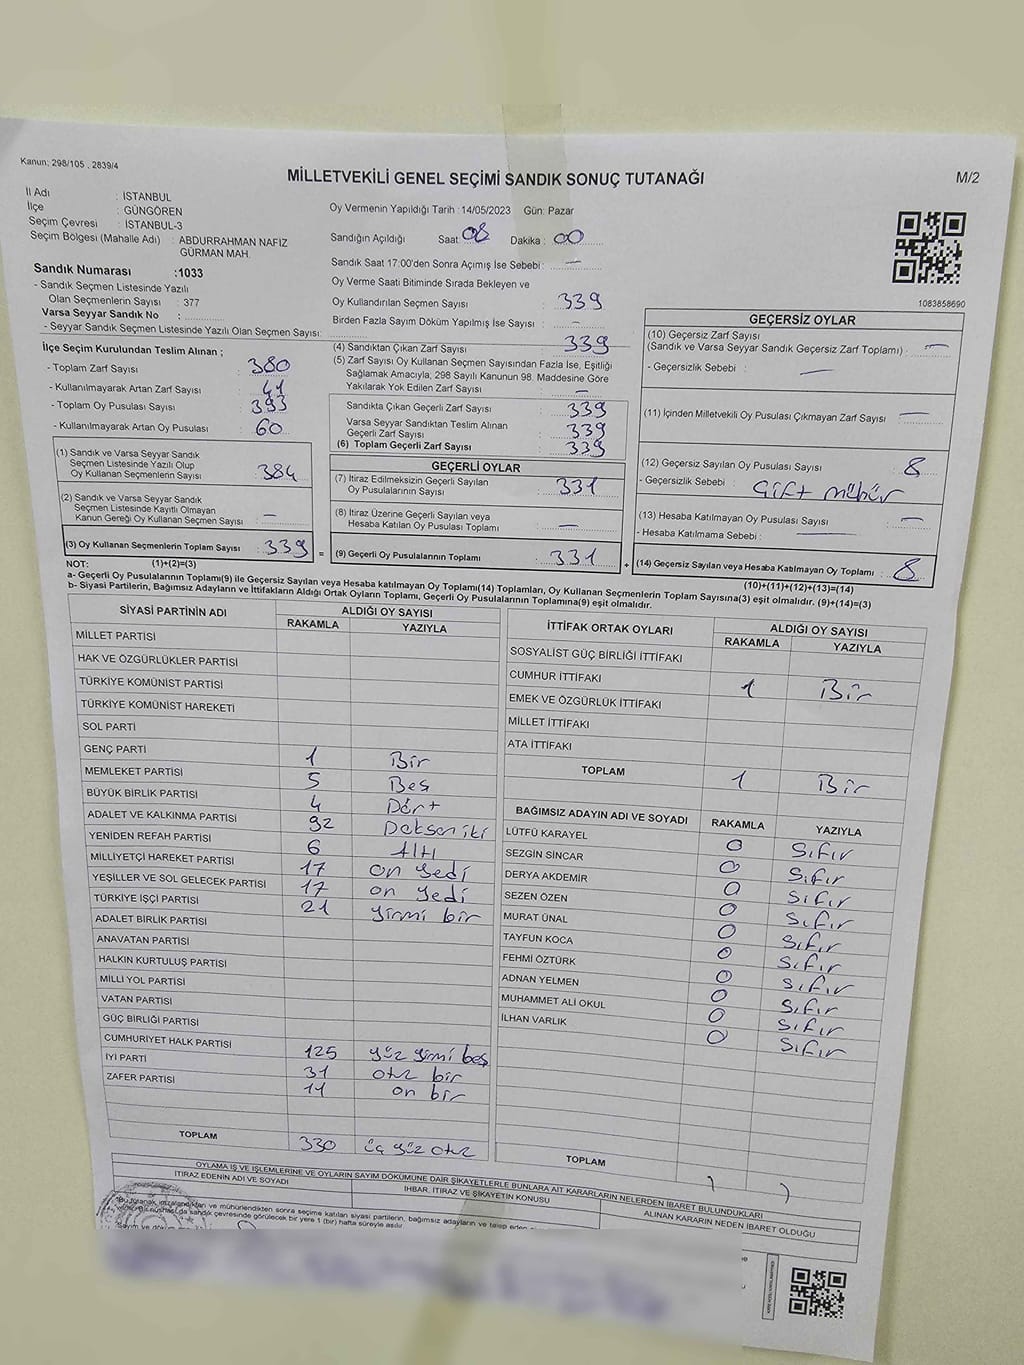 Kanun; 298/105 , 2839/4
MİLLETVEKİLİ GENEL SEÇİMİ SANDIK SONUÇ TUTANAĞI
M/2
İl Adı : İSTANBUL
İlçe : GÜNGÖREN
Seçim Çevresi : İSTANBUL-3
Seçim Bölgesi (Mahalle Adı) : ABDURRAHMAN NAFIZ
GÜRMAN MAH.
Sandık Numarası :1033
- Sandık Seçmen Listesinde Yazılı
Olan Seçmenlerin Sayısı : 377
Varsa Seyyar Sandık No :
- Seyyar Sandık Seçmen Listesinde Yazılı Olan Seçmen Sayısı:
Oy Vermenin Yapıldığı Tarih : 14/05/2023 Gün: Pazar
Sandığın Açıldığı Saat 08 Dakika : 00
Sandık Saat 17:00'den Sonra Açımış İse Sebebi : —
Oy Verme Saati Bitiminde Sırada Bekleyen ve
Oy Kullandırılan Seçmen Sayısı : 339
Birden Fazla Sayım Döküm Yapılmış İse Sayısı : —
1083858690
İlçe Seçim Kurulundan Teslim Alınan ;
- Toplam Zarf Sayısı : 380
- Kullanılmayarak Artan Zarf Sayısı : 41
- Toplam Oy Pusulası Sayısı : 393
- Kullanılmayarak Artan Oy Pusulası : 60
(1) Sandık ve Varsa Seyyar Sandık
Seçmen Listesinde Yazılı Olup
Oy Kullanan Seçmenlerin Sayısı : 384
(2) Sandık ve Varsa Seyyar Sandık
Seçmen Listesinde Kayıtlı Olmayan
Kanun Gereği Oy Kullanan Seçmen Sayısı : —
(3) Oy Kullanan Seçmenlerin Toplam Sayısı : 339 =
(4) Sandıktan Çıkan Zarf Sayısı : 339
(5) Zarf Sayısı Oy Kullanan Seçmen Sayısından Fazla İse, Eşitliği
Sağlamak Amacıyla, 298 Sayılı Kanunun 98. Maddesine Göre
Yakılarak Yok Edilen Zarf Sayısı : —
Sandıkta Çıkan Geçerli Zarf Sayısı : 339
Varsa Seyyar Sandıktan Teslim Alınan
Geçerli Zarf Sayısı : 339
(6) Toplam Geçerli Zarf Sayısı : 339
GEÇERLİ OYLAR
(7) İtiraz Edilmeksizin Geçerli Sayılan
Oy Pusulalarının Sayısı : 331
(8) İtiraz Üzerine Geçerli Sayılan veya
Hesaba Katılan Oy Pusulası Toplamı : —
(9) Geçerli Oy Pusulalarının Toplamı : 331 +
GEÇERSİZ OYLAR
(10) Geçersiz Zarf Sayısı
(Sandık ve Varsa Seyyar Sandık Geçersiz Zarf Toplamı) : —
- Geçersizlik Sebebi : —
(11) İçinden Milletvekili Oy Pusulası Çıkmayan Zarf Sayısı : —
(12) Geçersiz Sayılan Oy Pusulası Sayısı : 8
- Geçersizlik Sebebi : Çift mühür
(13) Hesaba Katılmayan Oy Pusulası Sayısı : —
- Hesaba Katılmama Sebebi : —
(14) Geçersiz Sayılan veya Hesaba Katılmayan Oy Toplamı : 8
NOT: (1)+(2)=(3)
(10)+(11)+(12)+(13)=(14)
a- Geçerli Oy Pusulalarının Toplamı(9) ile Geçersiz Sayılan veya Hesaba katılmayan Oy Toplamı(14) Toplamları, Oy Kullanan Seçmenlerin Toplam Sayısına(3) eşit olmalıdır. (9)+(14)=(3)
b- Siyasi Partilerin, Bağımsız Adayların ve İttifakların Aldığı Ortak Oyların Toplamı, Geçerli Oy Pusulalarının Toplamına(9) eşit olmalıdır.
SİYASİ PARTİNİN ADI ALDIĞI OY SAYISI
RAKAMLA YAZIYLA
MİLLET PARTİSİ
HAK VE ÖZGÜRLÜKLER PARTİSİ
TÜRKİYE KOMÜNİST PARTİSİ
TÜRKİYE KOMÜNİST HAREKETİ
SOL PARTİ
GENÇ PARTİ 1 Bir
MEMLEKET PARTİSİ 5 Beş
BÜYÜK BİRLİK PARTİSİ 4 Dört
ADALET VE KALKINMA PARTİSİ 92 Doksan iki
YENİDEN REFAH PARTİSİ 6 Altı
MİLLİYETÇİ HAREKET PARTİSİ 17 on yedi
YEŞİLLER VE SOL GELECEK PARTİSİ 17 on yedi
TÜRKİYE İŞÇİ PARTİSİ 21 yirmi bir
ADALET BİRLİK PARTİSİ
ANAVATAN PARTİSİ
HALKIN KURTULUŞ PARTİSİ
MİLLİ YOL PARTİSİ
VATAN PARTİSİ
GÜÇ BİRLİĞİ PARTİSİ
CUMHURİYET HALK PARTİSİ 125 yüz yirmi beş
İYİ PARTİ 31 otuz bir
ZAFER PARTİSİ 11 on bir
TOPLAM 330 üç yüz otuz
İTTİFAK ORTAK OYLARI ALDIĞI OY SAYISI
RAKAMLA YAZIYLA
SOSYALİST GÜÇ BİRLİĞİ İTTİFAKI
CUMHUR İTTİFAKI 1 Bir
EMEK VE ÖZGÜRLÜK İTTİFAKI
MİLLET İTTİFAKI
ATA İTTİFAKI
TOPLAM 1 Bir
BAĞIMSIZ ADAYIN ADI VE SOYADI RAKAMLA YAZIYLA
LÜTFÜ KARAYEL 0 Sıfır
SEZGİN SİNCAR 0 Sıfır
DERYA AKDEMİR 0 Sıfır
SEZEN ÖZEN 0 Sıfır
MURAT ÜNAL 0 Sıfır
TAYFUN KOCA 0 Sıfır
FEHMİ ÖZTÜRK 0 Sıfır
ADNAN YELMEN 0 Sıfır
MUHAMMET ALİ OKUL 0 Sıfır
İLHAN VARLIK 0 Sıfır
TOPLAM
OYLAMA İŞ VE İŞLEMLERİNE VE OYLARIN SAYIM DÖKÜMÜNE DAİR ŞİKAYETLERLE BUNLARA AİT KARARLARIN NELERDEN İBARET BULUNDUKLARI
İTİRAZ EDENİN ADI VE SOYADI
İHBAR, İTİRAZ VE ŞİKAYETİN KONUSU
ALINAN KARARIN NEDEN İBARET OLDUĞU